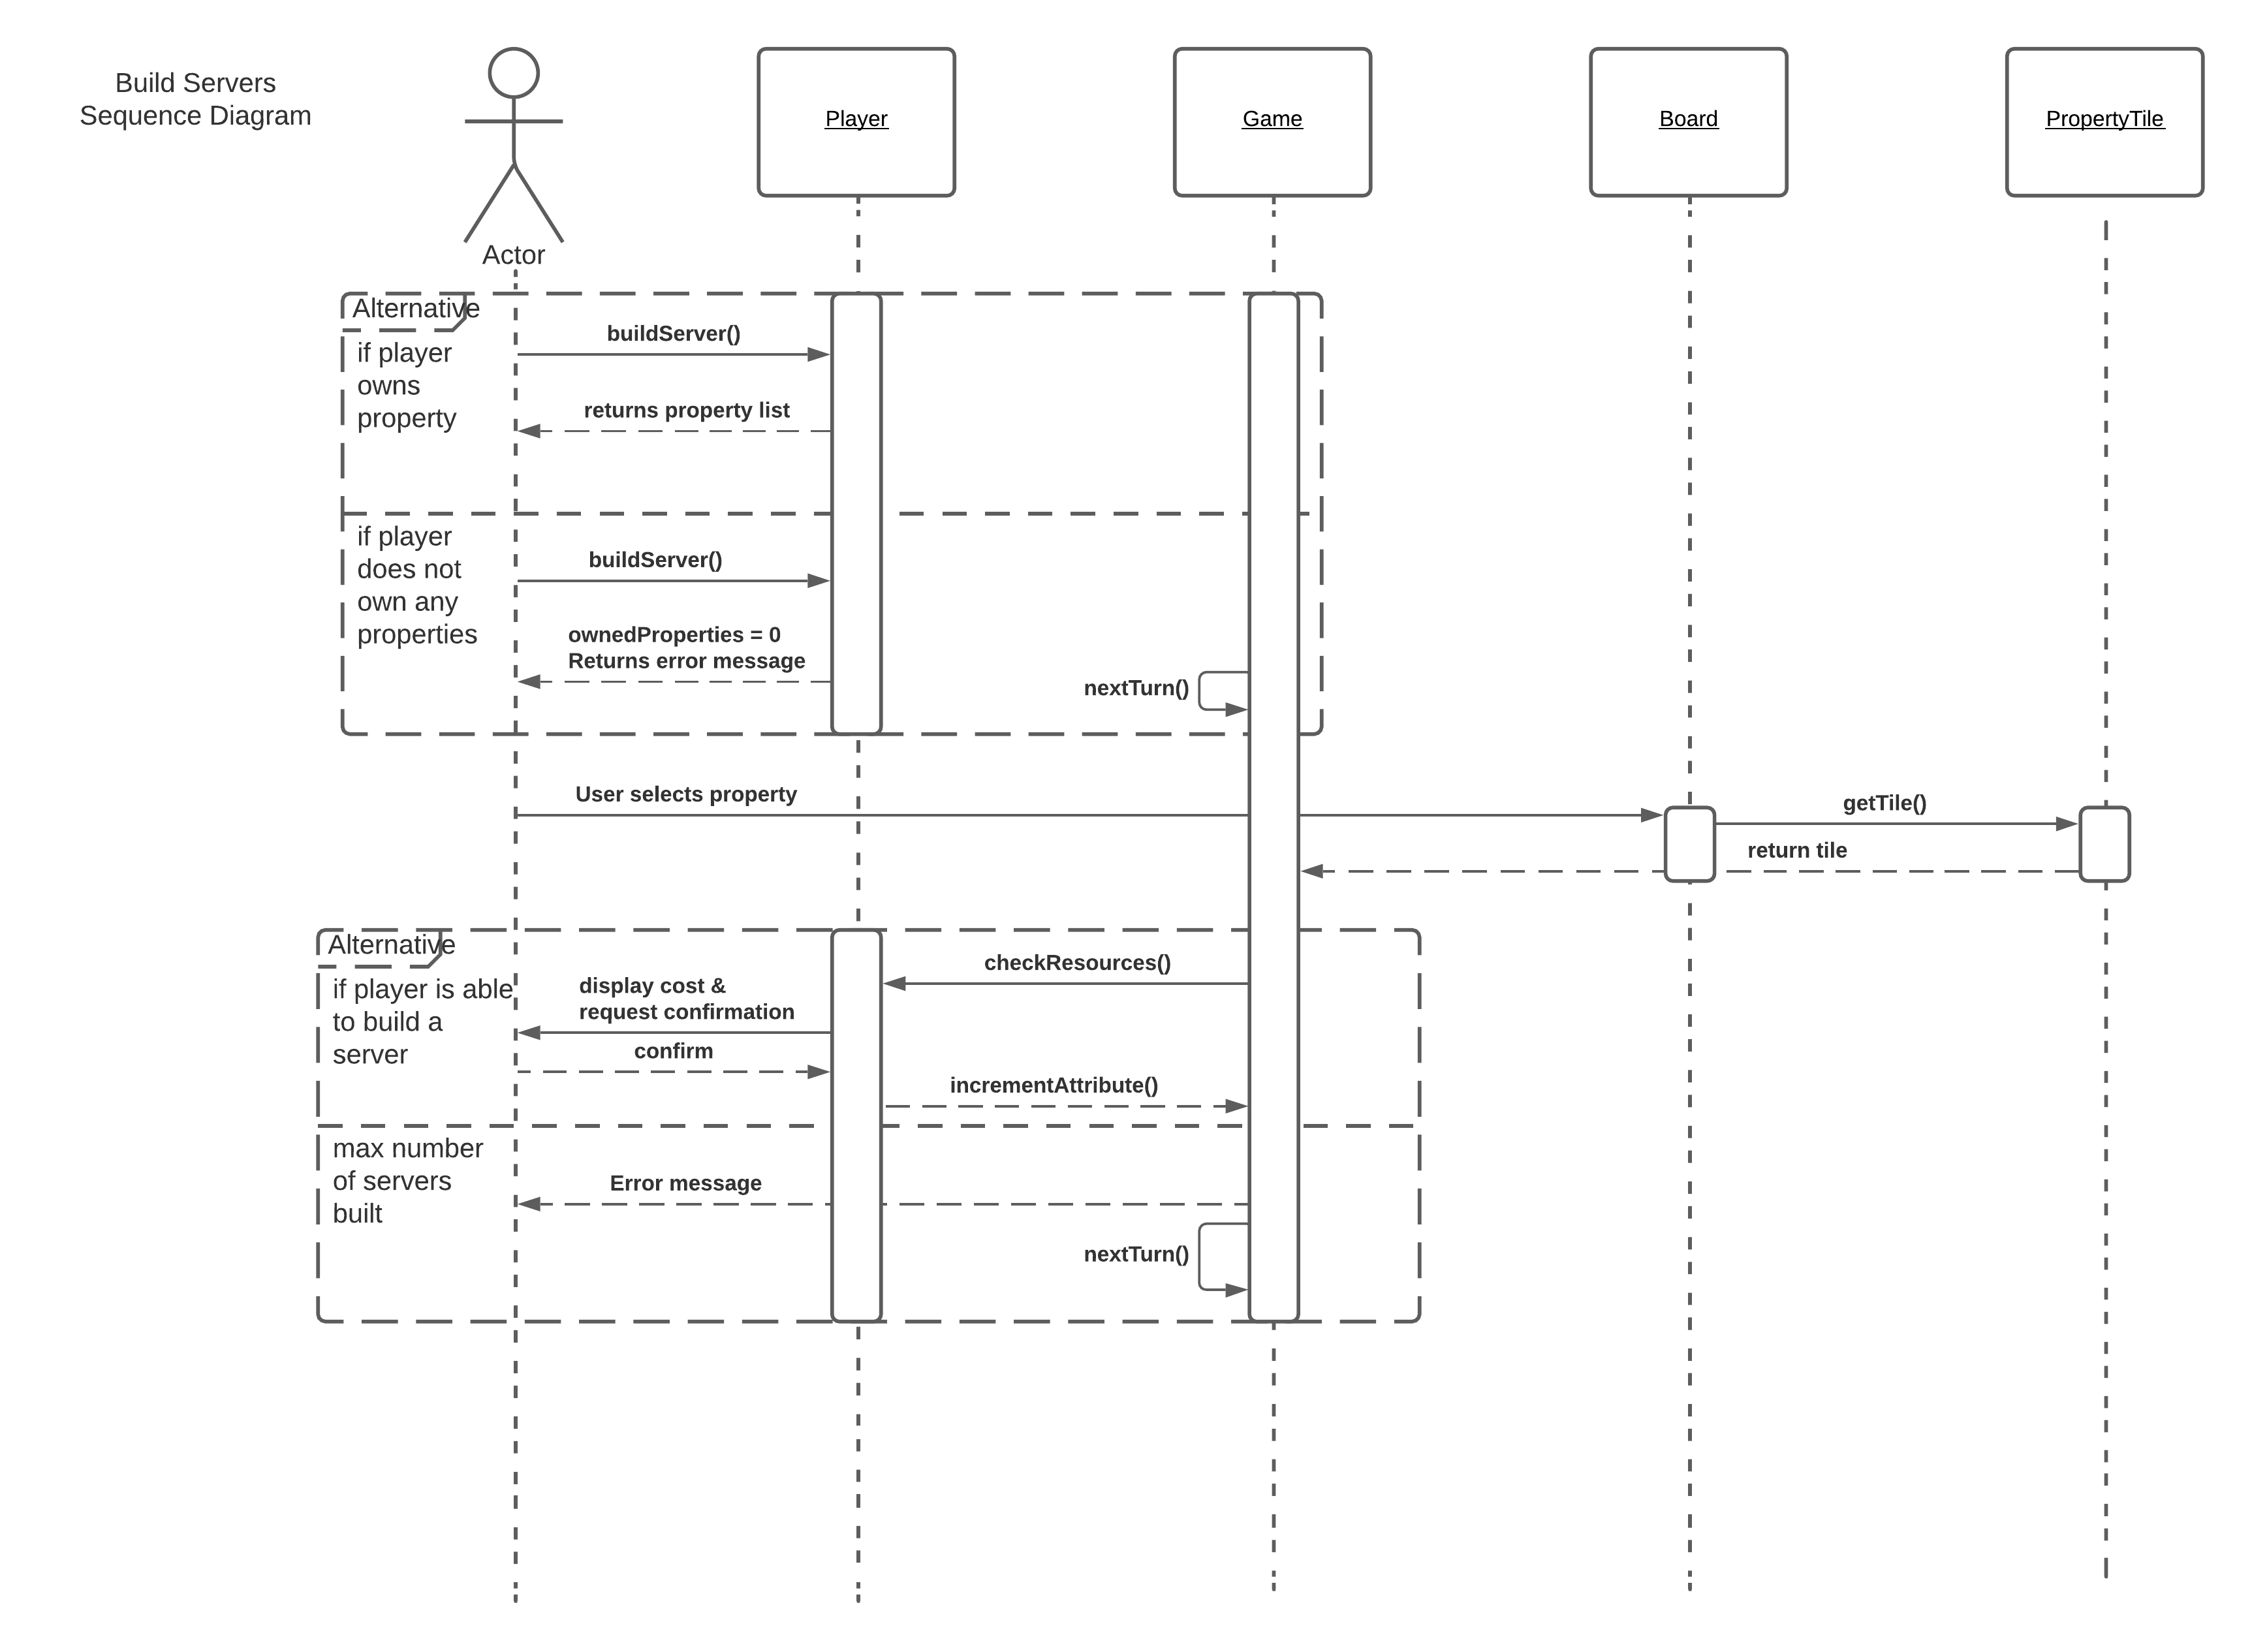 Build Servers
Sequence Diagram
Actor
Player
Game
Board
PropertyTile
Alternative
if player
owns
property
buildServer()
returns property list
if player
does not
own any
properties
buildServer()
ownedProperties = 0
Returns error message
nextTurn()
User selects property
getTile()
return tile
Alternative
if player is able
to build a
server
checkResources()
display cost &
request confirmation
confirm
incrementAttribute()
max number
of servers
built
Error message
nextTurn()